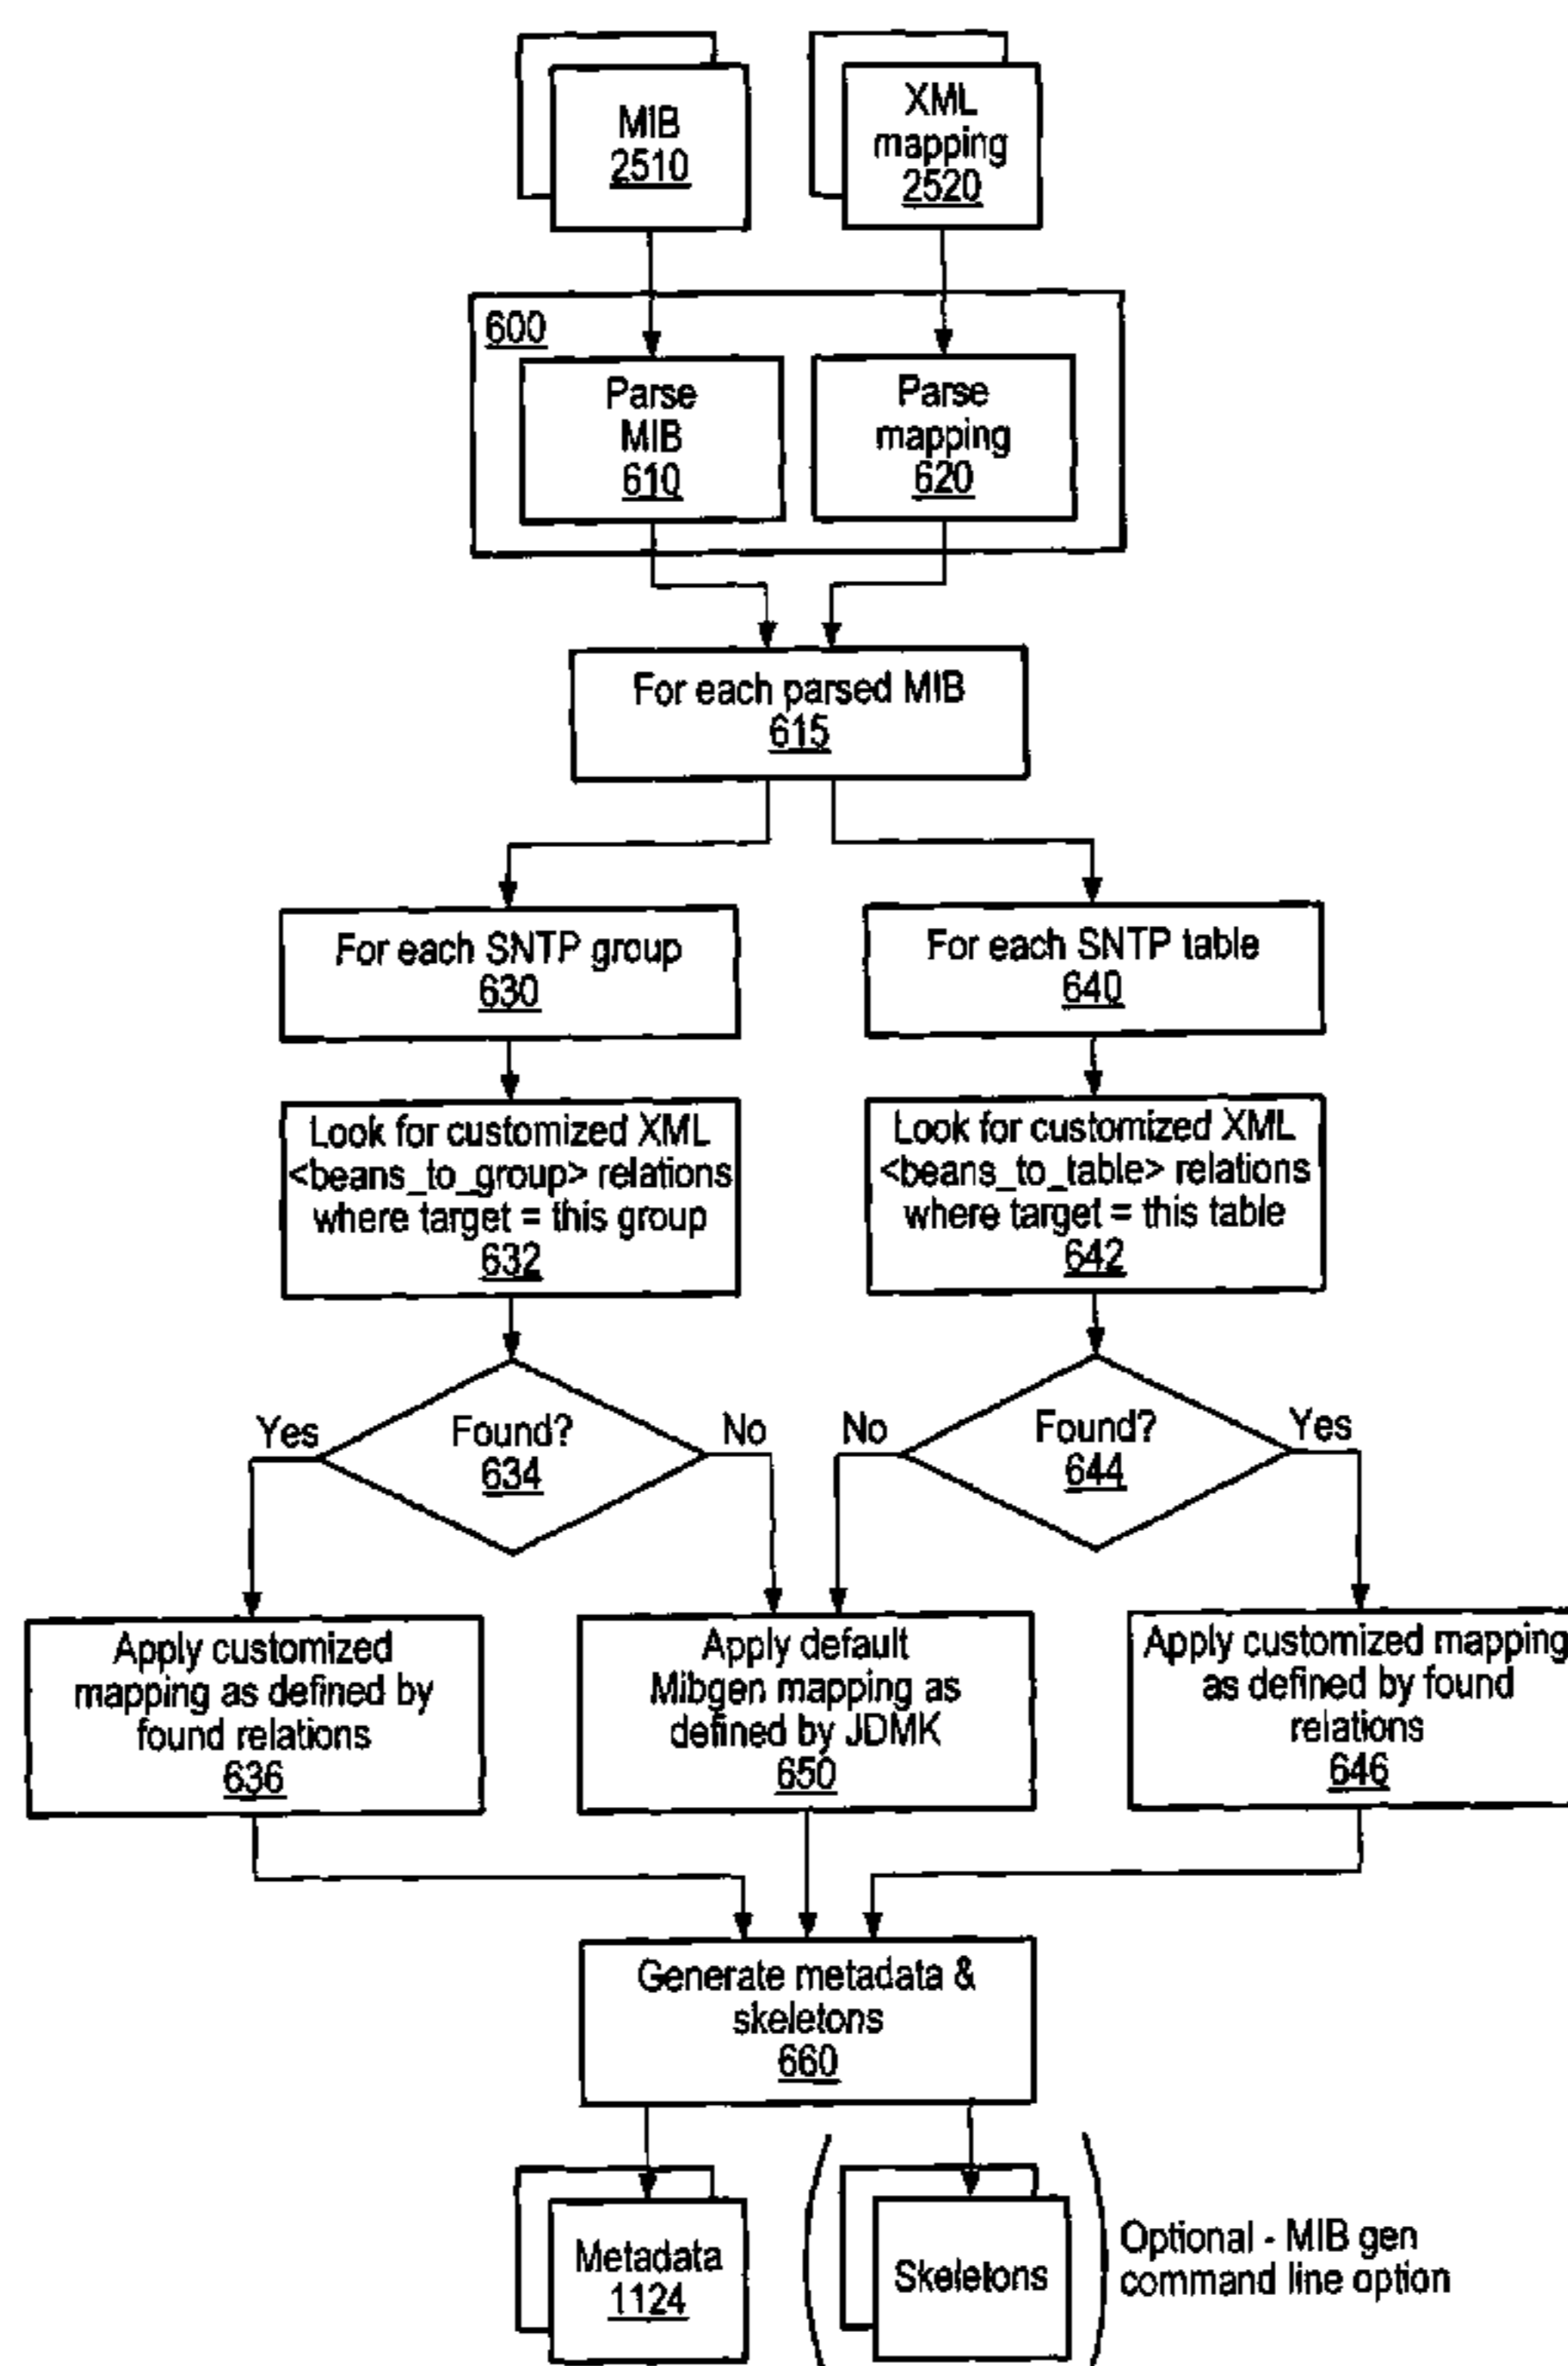 MIB
2510
XML
mapping
2520
600
Parse
MIB
610
Parse
mapping
620
For each parsed MIB
615
For each SNTP group
630
For each SNTP table
640
Look for customized XML
<beans_to_group> relations
where target = this group
632
Look for customized XML
<beans_to_table> relations
where target = this table
642
Yes
Found?
634
No
No
Found?
644
Yes
Apply customized
mapping as defined by
found relations
636
Apply default
Mibgen mapping as
defined by JDMK
650
Apply customized mapping
as defined by found
relations
646
Generate metadata &
skeletons
660
Metadata
1124
Skeletons
Optional - MIB gen
command line option